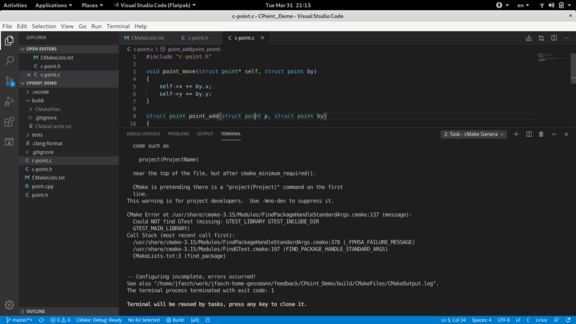 Activities Applications Places Visual Studio Code (Flatpak) Tue Mar 31 21:13 en
c-point.c - CPoint_Demo - Visual Studio Code
File Edit Selection View Go Run Terminal Help
EXPLORER
OPEN EDITORS
CMakeLists.txt
c-point.h
c-point.c
CPOINT_DEMO
.vscode
build
CMakeFiles
.gitignore
CMakeCache.txt
tests
.clang-format
.gitignore
c-point.c
c-point.h
CMakeLists.txt
point.cpp
point.h
OUTLINE
CMakeLists.txt c-point.h c-point.c
c-point.c > point_add(point, point)
1 #include "c-point.h"
2
3 void point_move(struct point* self, struct point by)
4 {
5 self->x += by.x;
6 self->y += by.y;
7 }
8
9 struct point point_add(struct point p, struct point by)
10 {
DEBUG CONSOLE PROBLEMS OUTPUT TERMINAL 2: Task - cMake Genera
code such as
project(ProjectName)
near the top of the file, but after cmake_minimum_required().
CMake is pretending there is a "project(Project)" command on the first
line.
This warning is for project developers. Use -Wno-dev to suppress it.
CMake Error at /usr/share/cmake-3.15/Modules/FindPackageHandleStandardArgs.cmake:137 (message):
Could NOT find GTest (missing: GTEST_LIBRARY GTEST_INCLUDE_DIR
GTEST_MAIN_LIBRARY)
Call Stack (most recent call first):
/usr/share/cmake-3.15/Modules/FindPackageHandleStandardArgs.cmake:378 (_FPHSA_FAILURE_MESSAGE)
/usr/share/cmake-3.15/Modules/FindGTest.cmake:197 (FIND_PACKAGE_HANDLE_STANDARD_ARGS)
CMakeLists.txt:3 (find_package)
-- Configuring incomplete, errors occurred!
See also "/home/jfasch/work/jfasch-home-gessmann/feedback/CPoint_Demo/build/CMakeFiles/CMakeOutput.log".
The terminal process terminated with exit code: 1
Terminal will be reused by tasks, press any key to close it.
master*+ 0 0 CMake: Debug: Ready No Kit Selected Build: [all] Ln 9, Col 34 Spaces: 4 UTF-8 LF C Linux